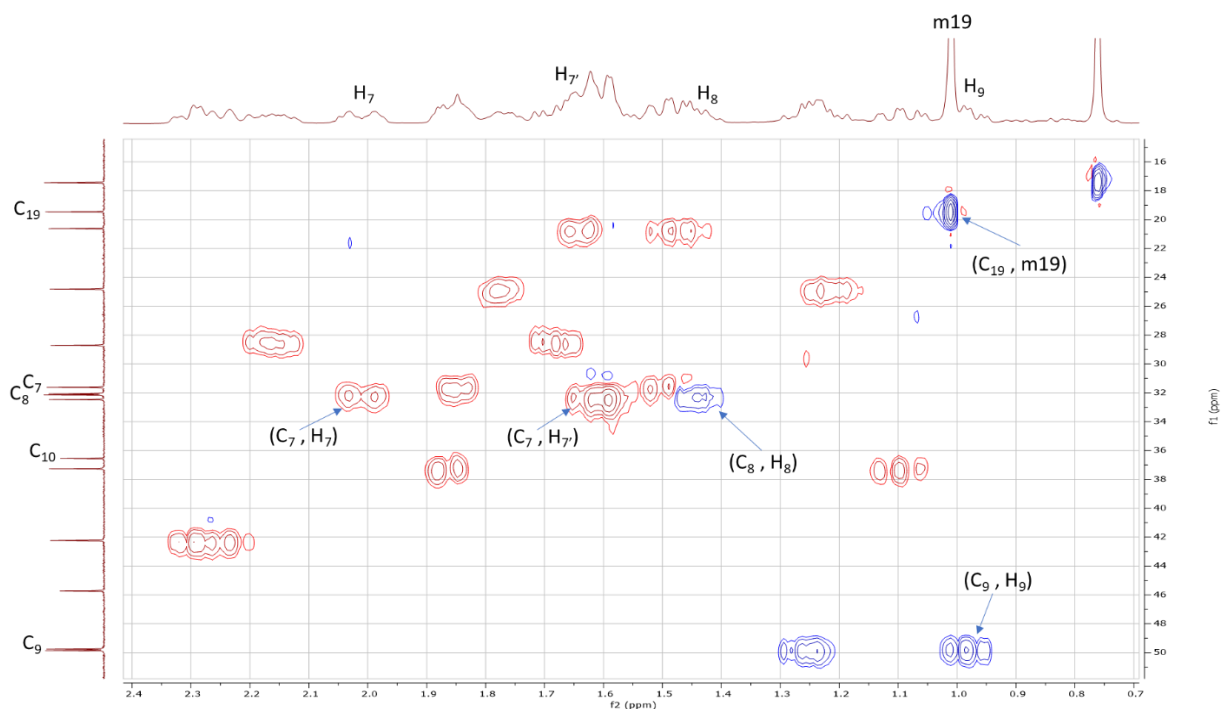 m19
H7
H7'
H8
H9
C19
C7
C8
C10
C9
(C19 , m19)
(C7 , H7)
(C7 , H7')
(C8 , H8)
(C9 , H9)
16
18
20
22
24
26
28
30
32
34
36
38
40
42
44
46
48
50
f1 (ppm)
2.4 2.3 2.2 2.1 2.0 1.9 1.8 1.7 1.6 1.5 1.4 1.3 1.2 1.1 1.0 0.9 0.8 0.7
f2 (ppm)